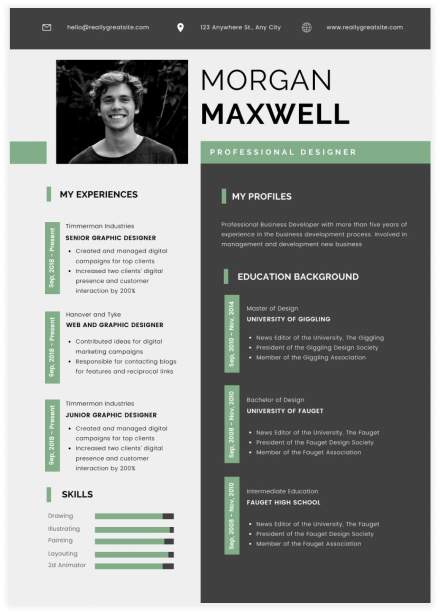 hello@reallygreatsite.com
123 Anywhere St., Any City
www.reallygreatsite.com
MORGAN
MAXWELL
PROFESSIONAL DESIGNER
MY EXPERIENCES
Sep, 2018 - Present
Timmerman Industries
SENIOR GRAPHIC DESIGNER
• Created and managed digital
campaigns for top clients
• Increased two clients' digital
presence and customer
interaction by 200%
Sep, 2018 - Present
Hanover and Tyke
WEB AND GRAPHIC DESIGNER
• Contributed ideas for digital
marketing campaigns
• Responsible for contacting blogs
for features and reciprocal links
Sep, 2018 - Present
Timmerman Industries
JUNIOR GRAPHIC DESIGNER
• Created and managed digital
campaigns for top clients
• Increased two clients' digital
presence and customer
interaction by 200%
SKILLS
Drawing
Illustrating
Painting
Layouting
2d Animator
MY PROFILES
Professional Business Developer with more than five years of
experience in the business development process. Involved in
management and development new business
EDUCATION BACKGROUND
Sep, 2010 - Nov, 2014
Master of Design
UNIVERSITY OF GIGGLING
• News Editor of the University, The Giggling
• President of the Giggling Design Society
• Member of the Giggling Association
Sep, 2008 - Nov, 2010
Bachelor of Design
UNIVERSITY OF FAUGET
• News Editor of the University, The Fauget
• President of the Fauget Design Society
• Member of the Fauget Association
Sep, 2008 - Nov, 2010
Intermediate Education
FAUGET HIGH SCHOOL
• News Editor of the University, The Fauget
• President of the Fauget Design Society
• Member of the Fauget Association